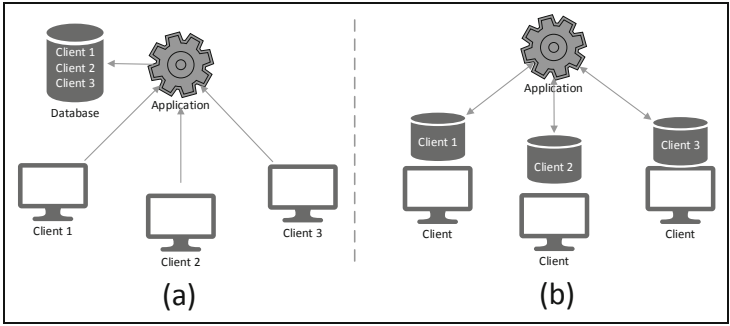 Client 1
Client 2
Client 3
Database
Application
Client 1
Client 2
Client 3
(a)
Application
Client 1
Client 2
Client 3
Client
Client
Client
(b)